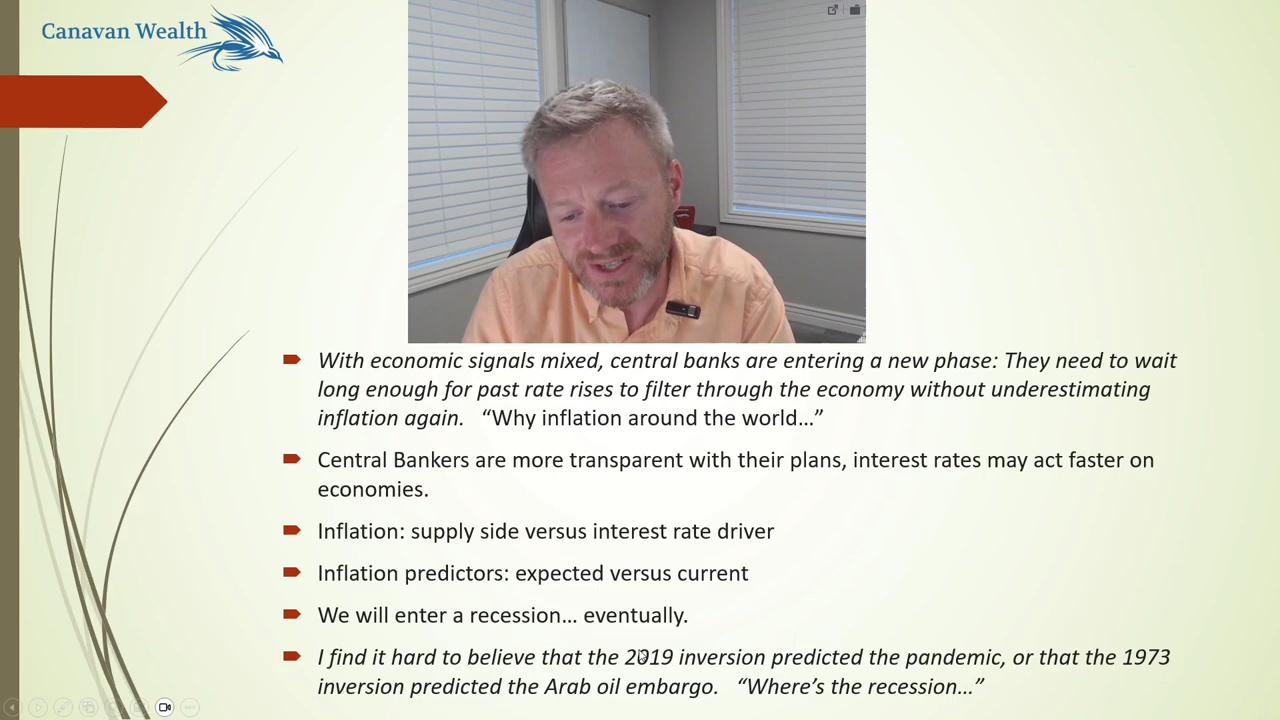 Canavan Wealth
With economic signals mixed, central banks are entering a new phase: They need to wait
long enough for past rate rises to filter through the economy without underestimating
inflation again. “Why inflation around the world…”
Central Bankers are more transparent with their plans, interest rates may act faster on
economies.
Inflation: supply side versus interest rate driver
Inflation predictors: expected versus current
We will enter a recession… eventually.
I find it hard to believe that the 2019 inversion predicted the pandemic, or that the 1973
inversion predicted the Arab oil embargo. “Where’s the recession…”